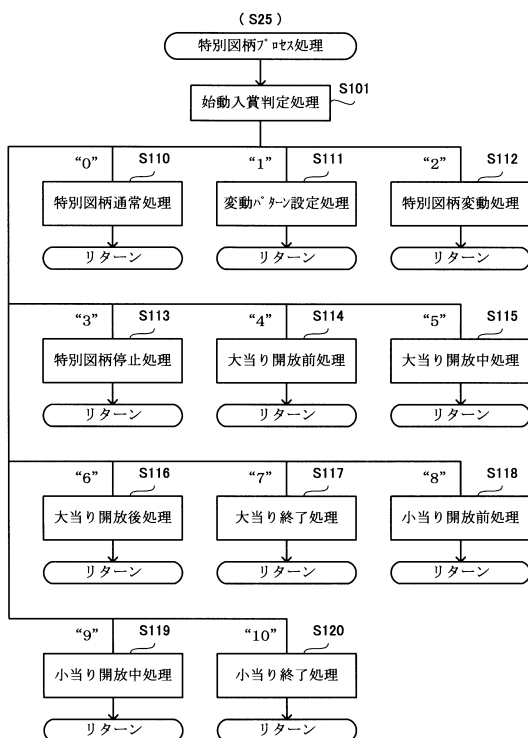 (S25)
特別図柄ﾌﾟﾛｾｽ処理
S101
始動入賞判定処理
“0”
S110
“1”
S111
“2”
S112
特別図柄通常処理
変動ﾊﾟﾀｰﾝ設定処理
特別図柄変動処理
リターン
リターン
リターン
“3”
S113
“4”
S114
“5”
S115
特別図柄停止処理
大当り開放前処理
大当り開放中処理
リターン
リターン
リターン
“6”
S116
“7”
S117
“8”
S118
大当り開放後処理
大当り終了処理
小当り開放前処理
リターン
リターン
リターン
“9”
S119
“10”
S120
小当り開放中処理
小当り終了処理
リターン
リターン